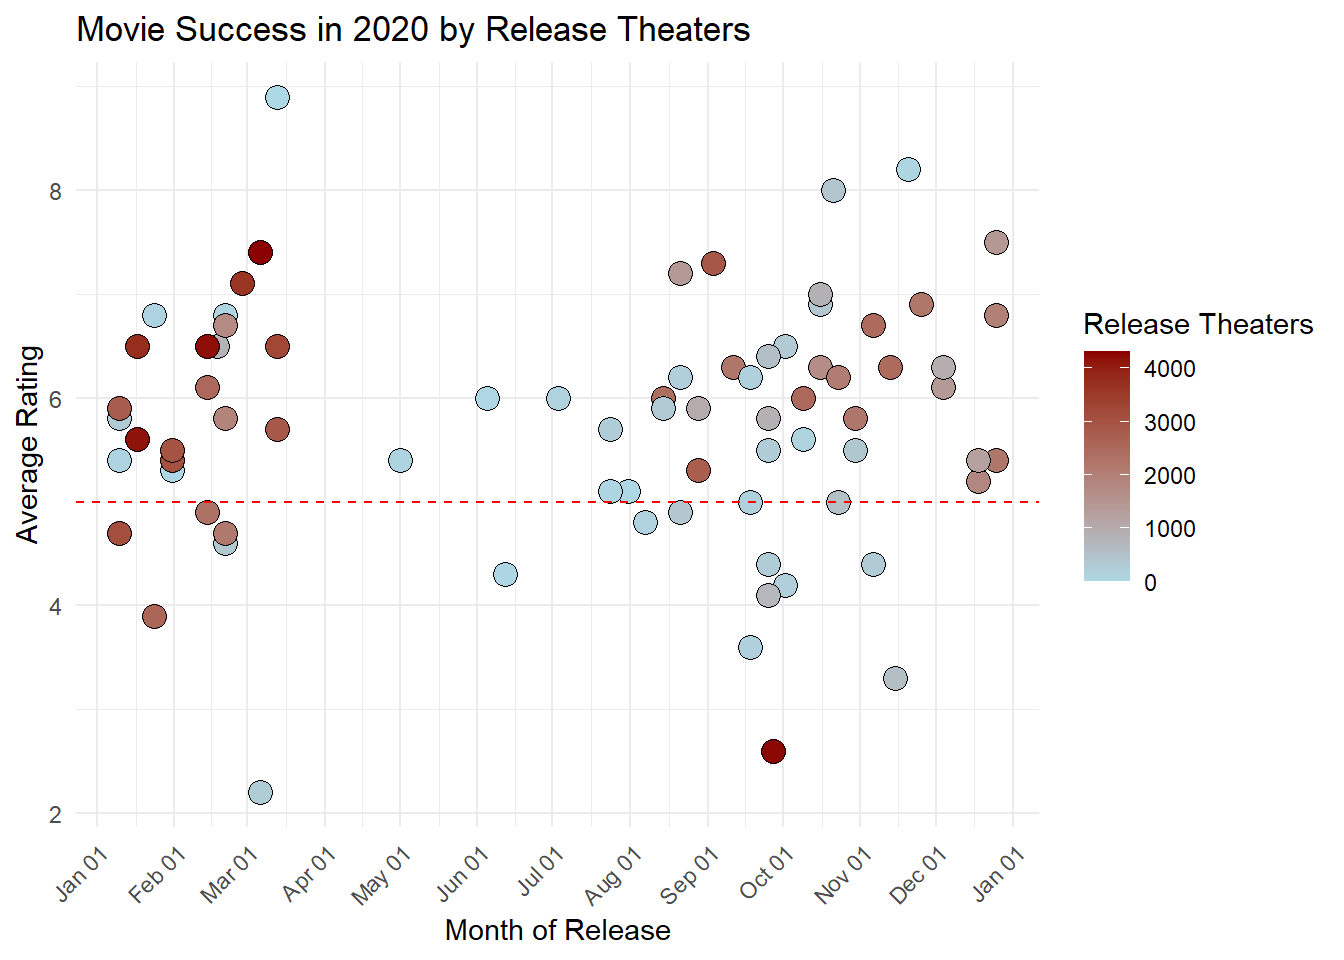 Movie Success in 2020 by Release Theaters
Average Rating
8
6
4
2
Jan 01
Feb 01
Mar 01
Apr 01
May 01
Jun 01
Jul 01
Aug 01
Sep 01
Oct 01
Nov 01
Dec 01
Jan 01
Month of Release
Release Theaters
4000
3000
2000
1000
0